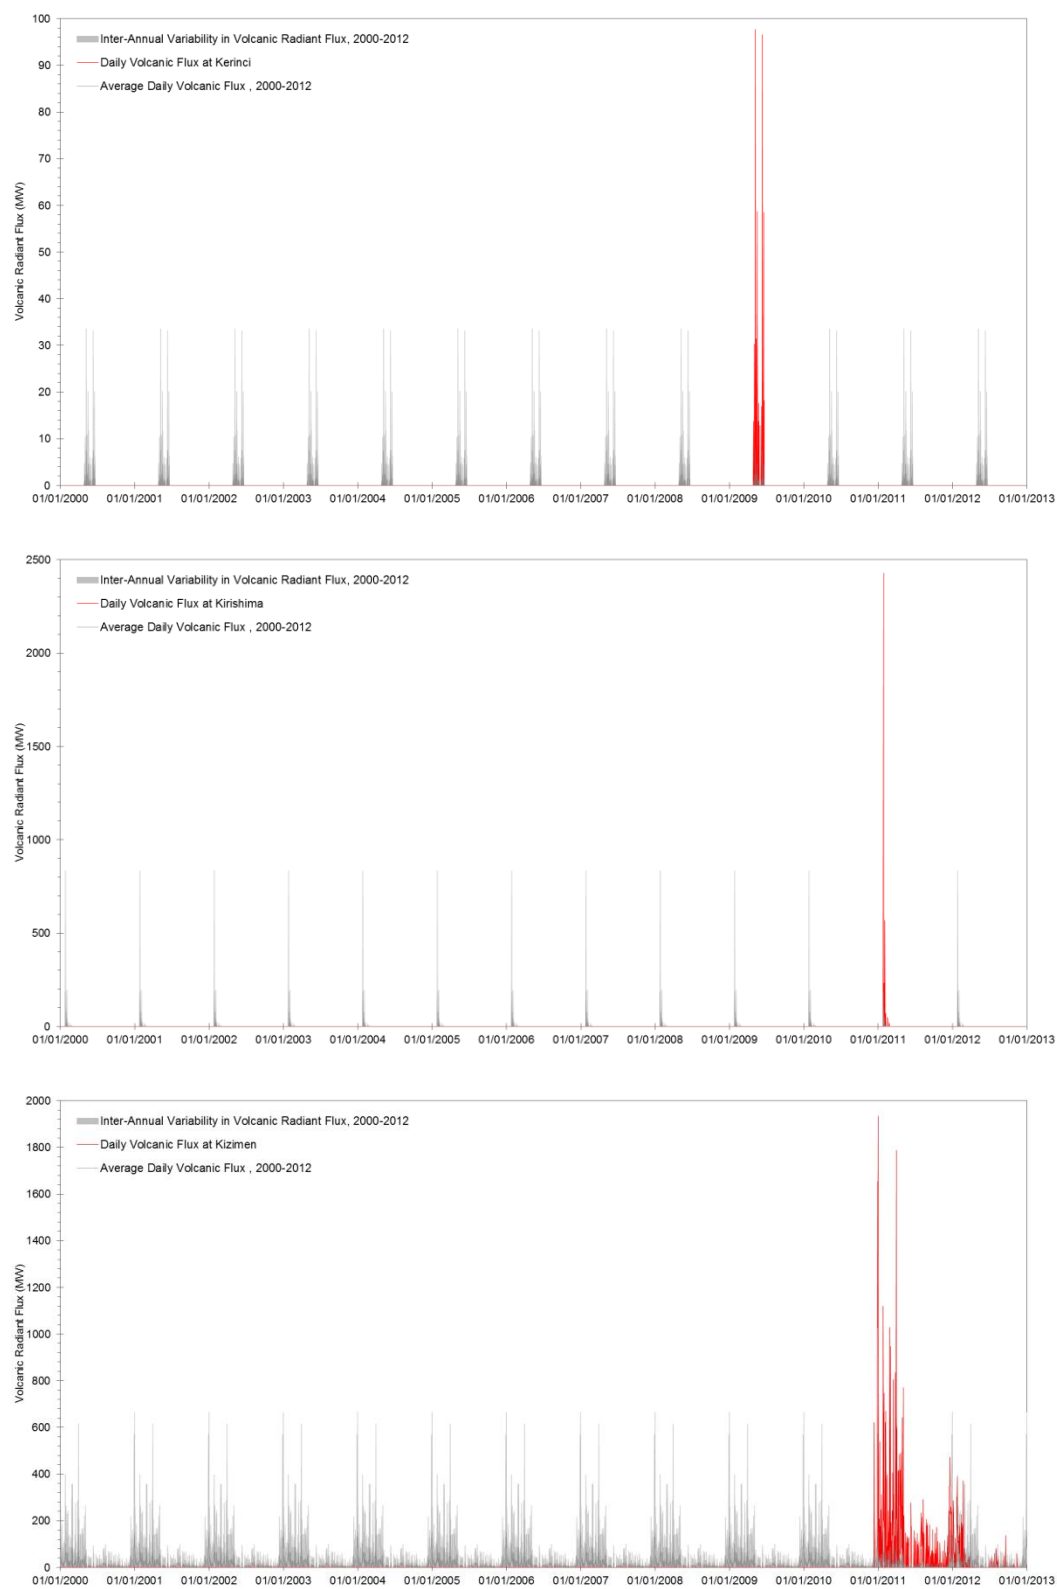 100
90
80
70
60
50
40
30
20
10
0
Volcanic Radiant Flux (MW)
Inter-Annual Variability in Volcanic Radiant Flux, 2000-2012
Daily Volcanic Flux at Kerinci
Average Daily Volcanic Flux , 2000-2012
01/01/2000 01/01/2001 01/01/2002 01/01/2003 01/01/2004 01/01/2005 01/01/2006 01/01/2007 01/01/2008 01/01/2009 01/01/2010 01/01/2011 01/01/2012 01/01/2013
2500
2000
1500
1000
500
0
Volcanic Radiant Flux (MW)
Inter-Annual Variability in Volcanic Radiant Flux, 2000-2012
Daily Volcanic Flux at Kirishima
Average Daily Volcanic Flux , 2000-2012
01/01/2000 01/01/2001 01/01/2002 01/01/2003 01/01/2004 01/01/2005 01/01/2006 01/01/2007 01/01/2008 01/01/2009 01/01/2010 01/01/2011 01/01/2012 01/01/2013
2000
1800
1600
1400
1200
1000
800
600
400
200
0
Volcanic Radiant Flux (MW)
Inter-Annual Variability in Volcanic Radiant Flux, 2000-2012
Daily Volcanic Flux at Kizimen
Average Daily Volcanic Flux , 2000-2012
01/01/2000 01/01/2001 01/01/2002 01/01/2003 01/01/2004 01/01/2005 01/01/2006 01/01/2007 01/01/2008 01/01/2009 01/01/2010 01/01/2011 01/01/2012 01/01/2013